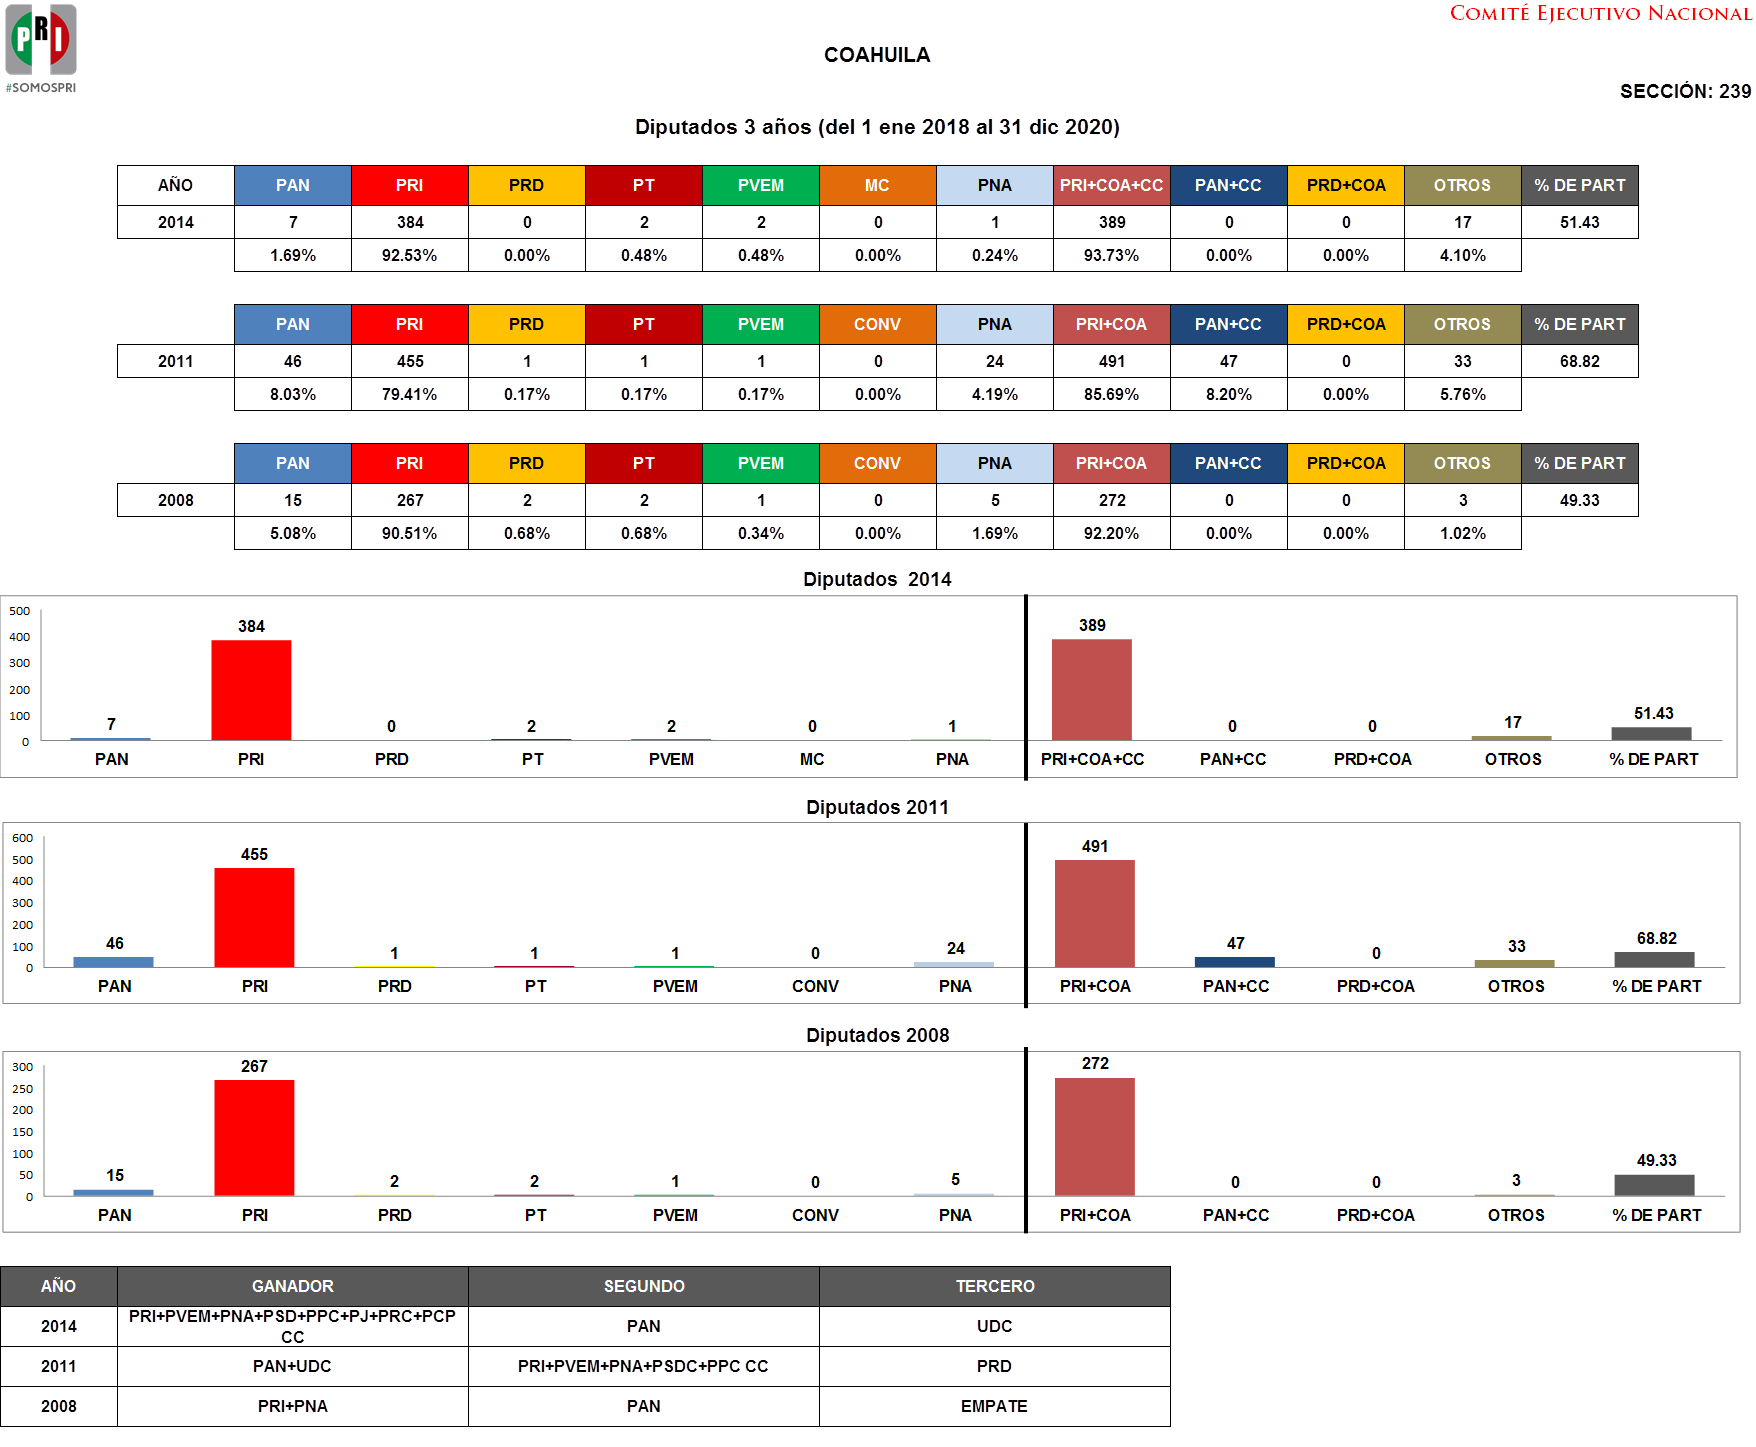 PRI
#SOMOSPRI
COMITÉ EJECUTIVO NACIONAL
COAHUILA
SECCIÓN: 239
Diputados 3 años (del 1 ene 2018 al 31 dic 2020)
AÑO PAN PRI PRD PT PVEM MC PNA PRI+COA+CC PAN+CC PRD+COA OTROS % DE PART
2014 7 384 0 2 2 0 1 389 0 0 17 51.43
1.69% 92.53% 0.00% 0.48% 0.48% 0.00% 0.24% 93.73% 0.00% 0.00% 4.10%
PAN PRI PRD PT PVEM CONV PNA PRI+COA PAN+CC PRD+COA OTROS % DE PART
2011 46 455 1 1 1 0 24 491 47 0 33 68.82
8.03% 79.41% 0.17% 0.17% 0.17% 0.00% 4.19% 85.69% 8.20% 0.00% 5.76%
PAN PRI PRD PT PVEM CONV PNA PRI+COA PAN+CC PRD+COA OTROS % DE PART
2008 15 267 2 2 1 0 5 272 0 0 3 49.33
5.08% 90.51% 0.68% 0.68% 0.34% 0.00% 1.69% 92.20% 0.00% 0.00% 1.02%
Diputados 2014
500
400
300
200
100
0
7 384 0 2 2 0 1 389 0 0 17 51.43
PAN PRI PRD PT PVEM MC PNA PRI+COA+CC PAN+CC PRD+COA OTROS % DE PART
Diputados 2011
600
500
400
300
200
100
0
46 455 1 1 1 0 24 491 47 0 33 68.82
PAN PRI PRD PT PVEM CONV PNA PRI+COA PAN+CC PRD+COA OTROS % DE PART
Diputados 2008
300
250
200
150
100
50
0
15 267 2 2 1 0 5 272 0 0 3 49.33
PAN PRI PRD PT PVEM CONV PNA PRI+COA PAN+CC PRD+COA OTROS % DE PART
AÑO GANADOR SEGUNDO TERCERO
2014 PRI+PVEM+PNA+PSD+PPC+PJ+PRC+PCP CC PAN UDC
2011 PAN+UDC PRI+PVEM+PNA+PSDC+PPC CC PRD
2008 PRI+PNA PAN EMPATE